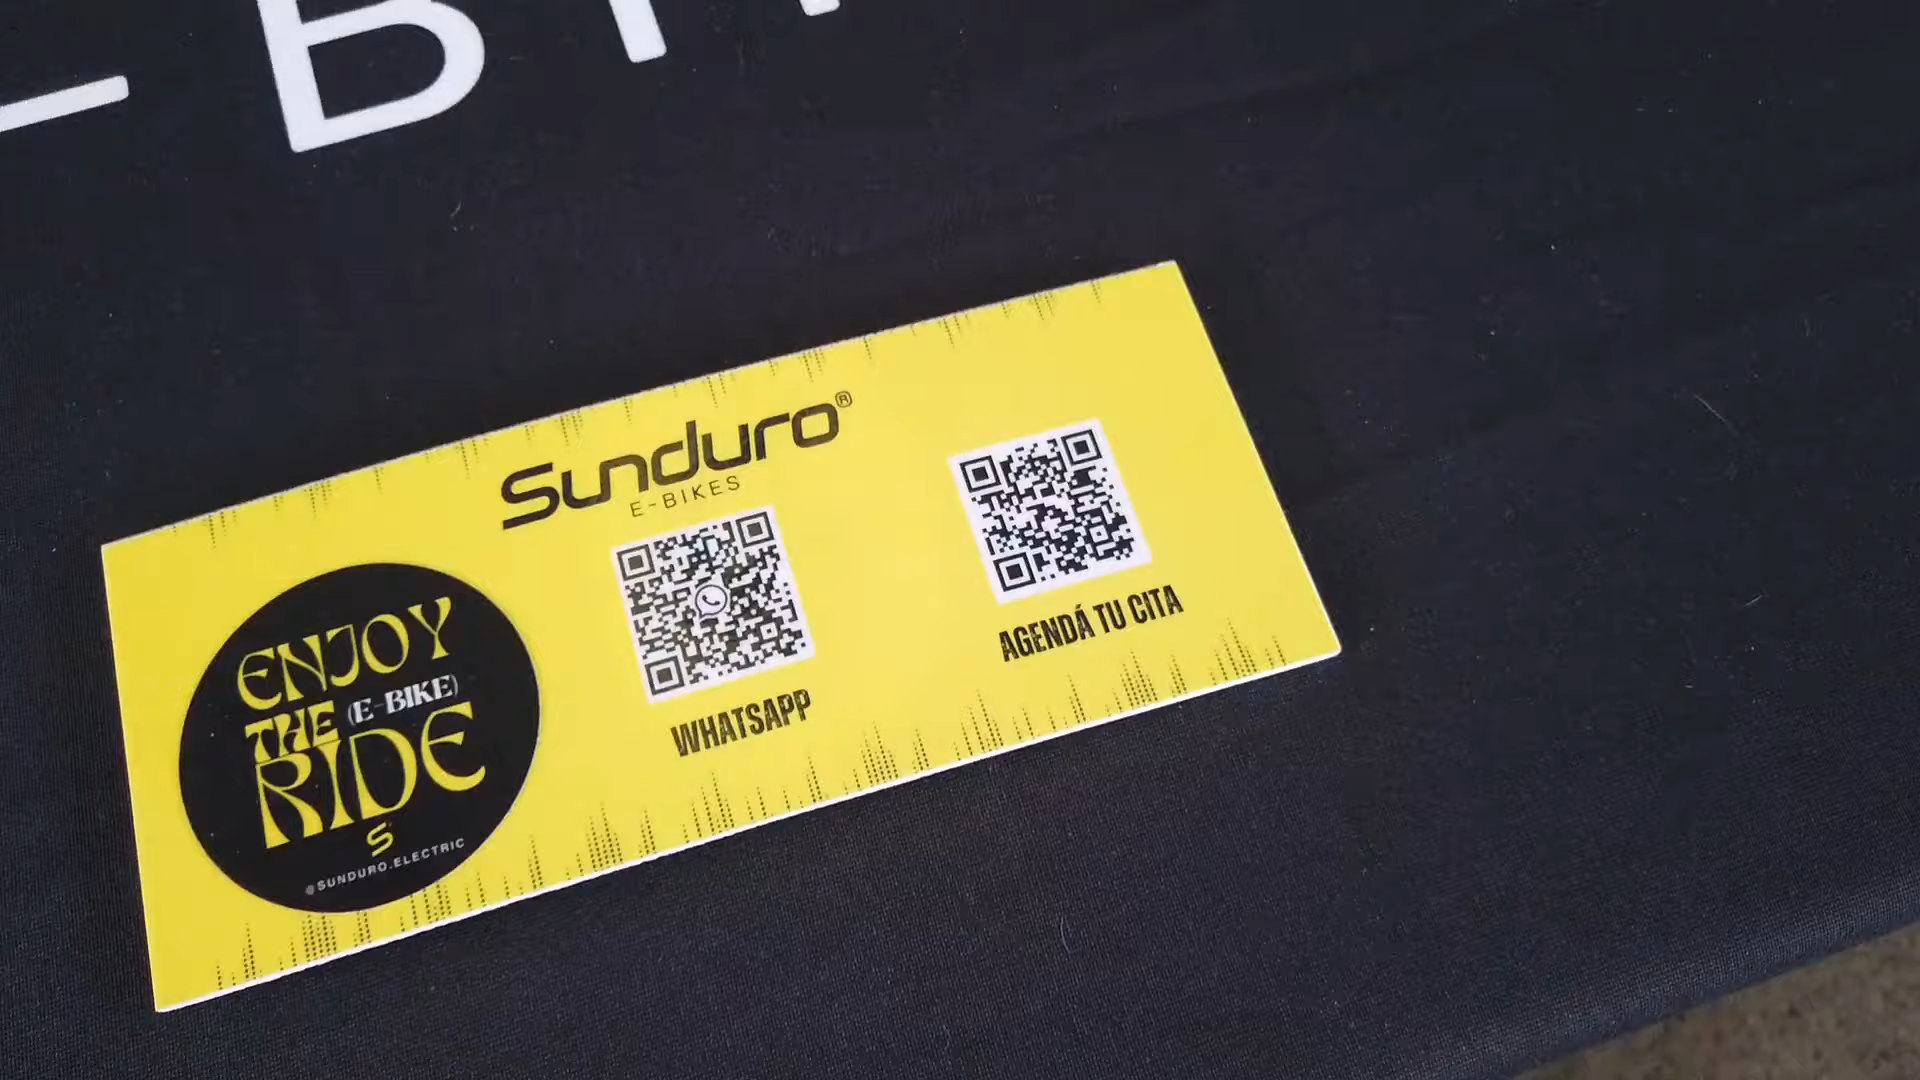 Sunduro®
E-BIKES
ENJOY
THE (E-BIKE)
RIDE
S
@SUNDURO.ELECTRIC
WHATSAPP
AGENDÁ TU CITA